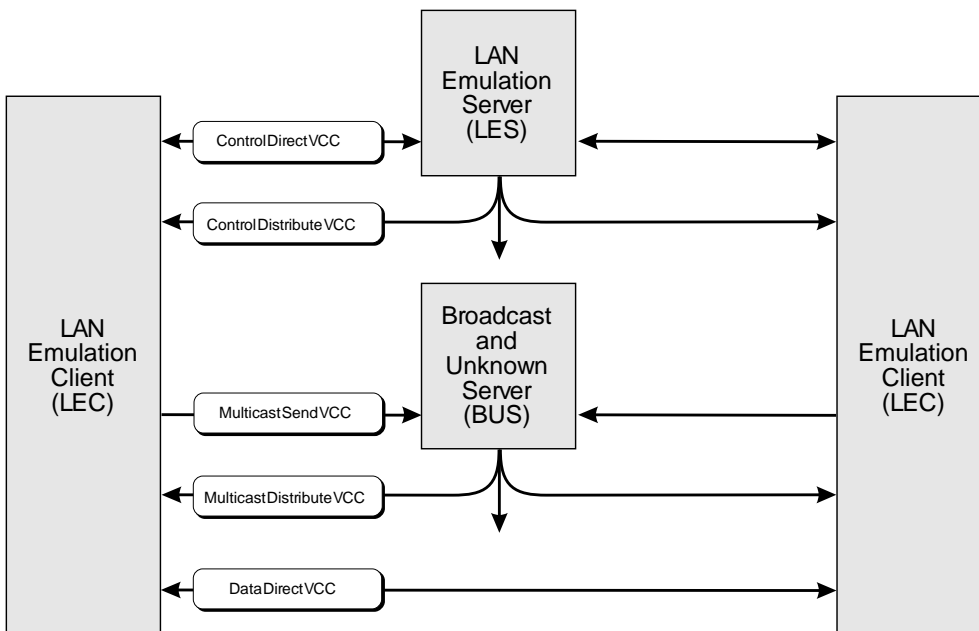 LAN
Emulation
Server
(LES)
ControlDirectVCC
ControlDistributeVCC
LAN
Emulation
Client
(LEC)
Broadcast
and
Unknown
Server
(BUS)
LAN
Emulation
Client
(LEC)
MulticastSendVCC
MulticastDistributeVCC
DataDirectVCC